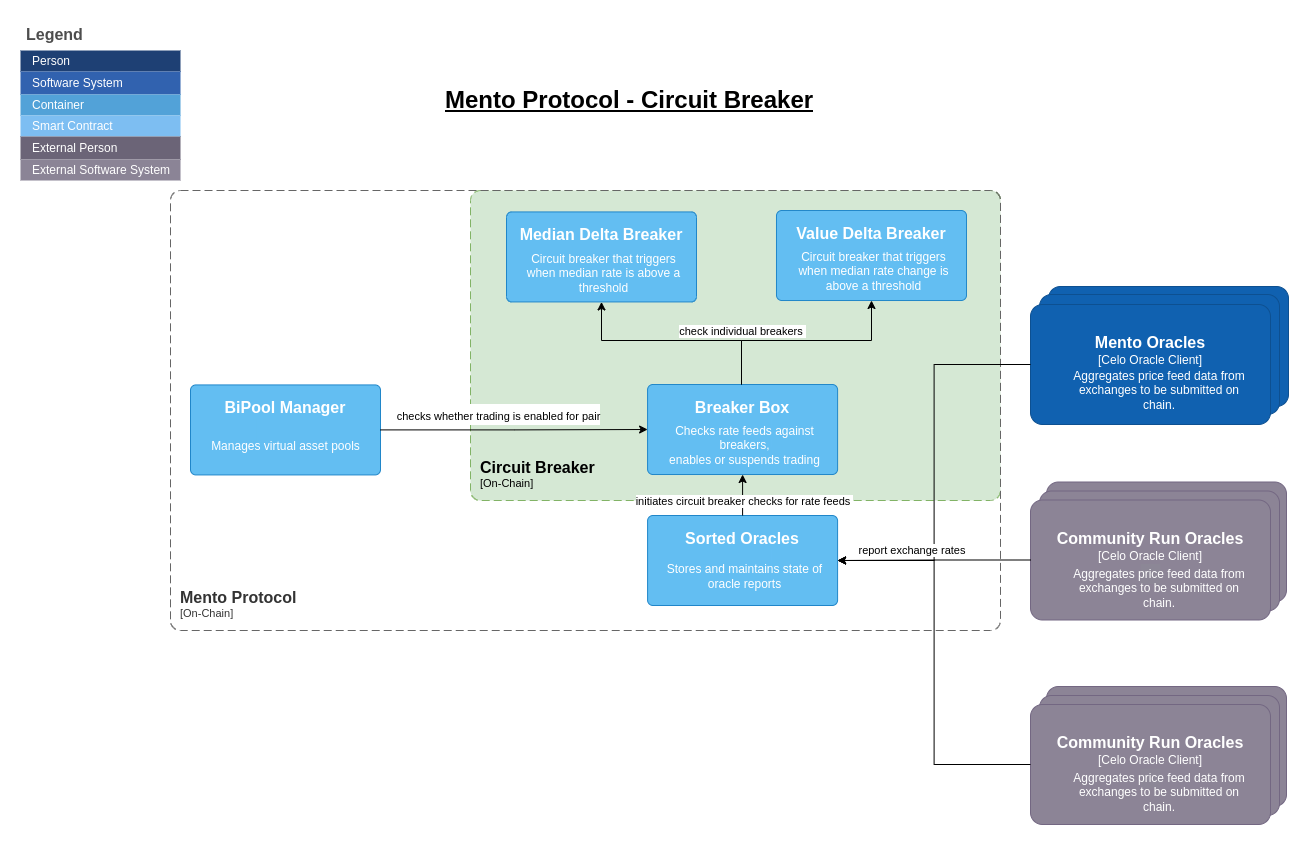 Legend
Person
Software System
Container
Smart Contract
External Person
External Software System
Mento Protocol - Circuit Breaker
Median Delta Breaker
Circuit breaker that triggers
when median rate is above a
threshold
Value Delta Breaker
Circuit breaker that triggers
when median rate change is
above a threshold
check individual breakers
Mento Oracles
[Celo Oracle Client]
Aggregates price feed data from
exchanges to be submitted on
chain.
BiPool Manager
Manages virtual asset pools
checks whether trading is enabled for pair
Breaker Box
Checks rate feeds against
breakers,
enables or suspends trading
Circuit Breaker
[On-Chain]
initiates circuit breaker checks for rate feeds
Sorted Oracles
Stores and maintains state of
oracle reports
report exchange rates
Community Run Oracles
[Celo Oracle Client]
Aggregates price feed data from
exchanges to be submitted on
chain.
Mento Protocol
[On-Chain]
Community Run Oracles
[Celo Oracle Client]
Aggregates price feed data from
exchanges to be submitted on
chain.